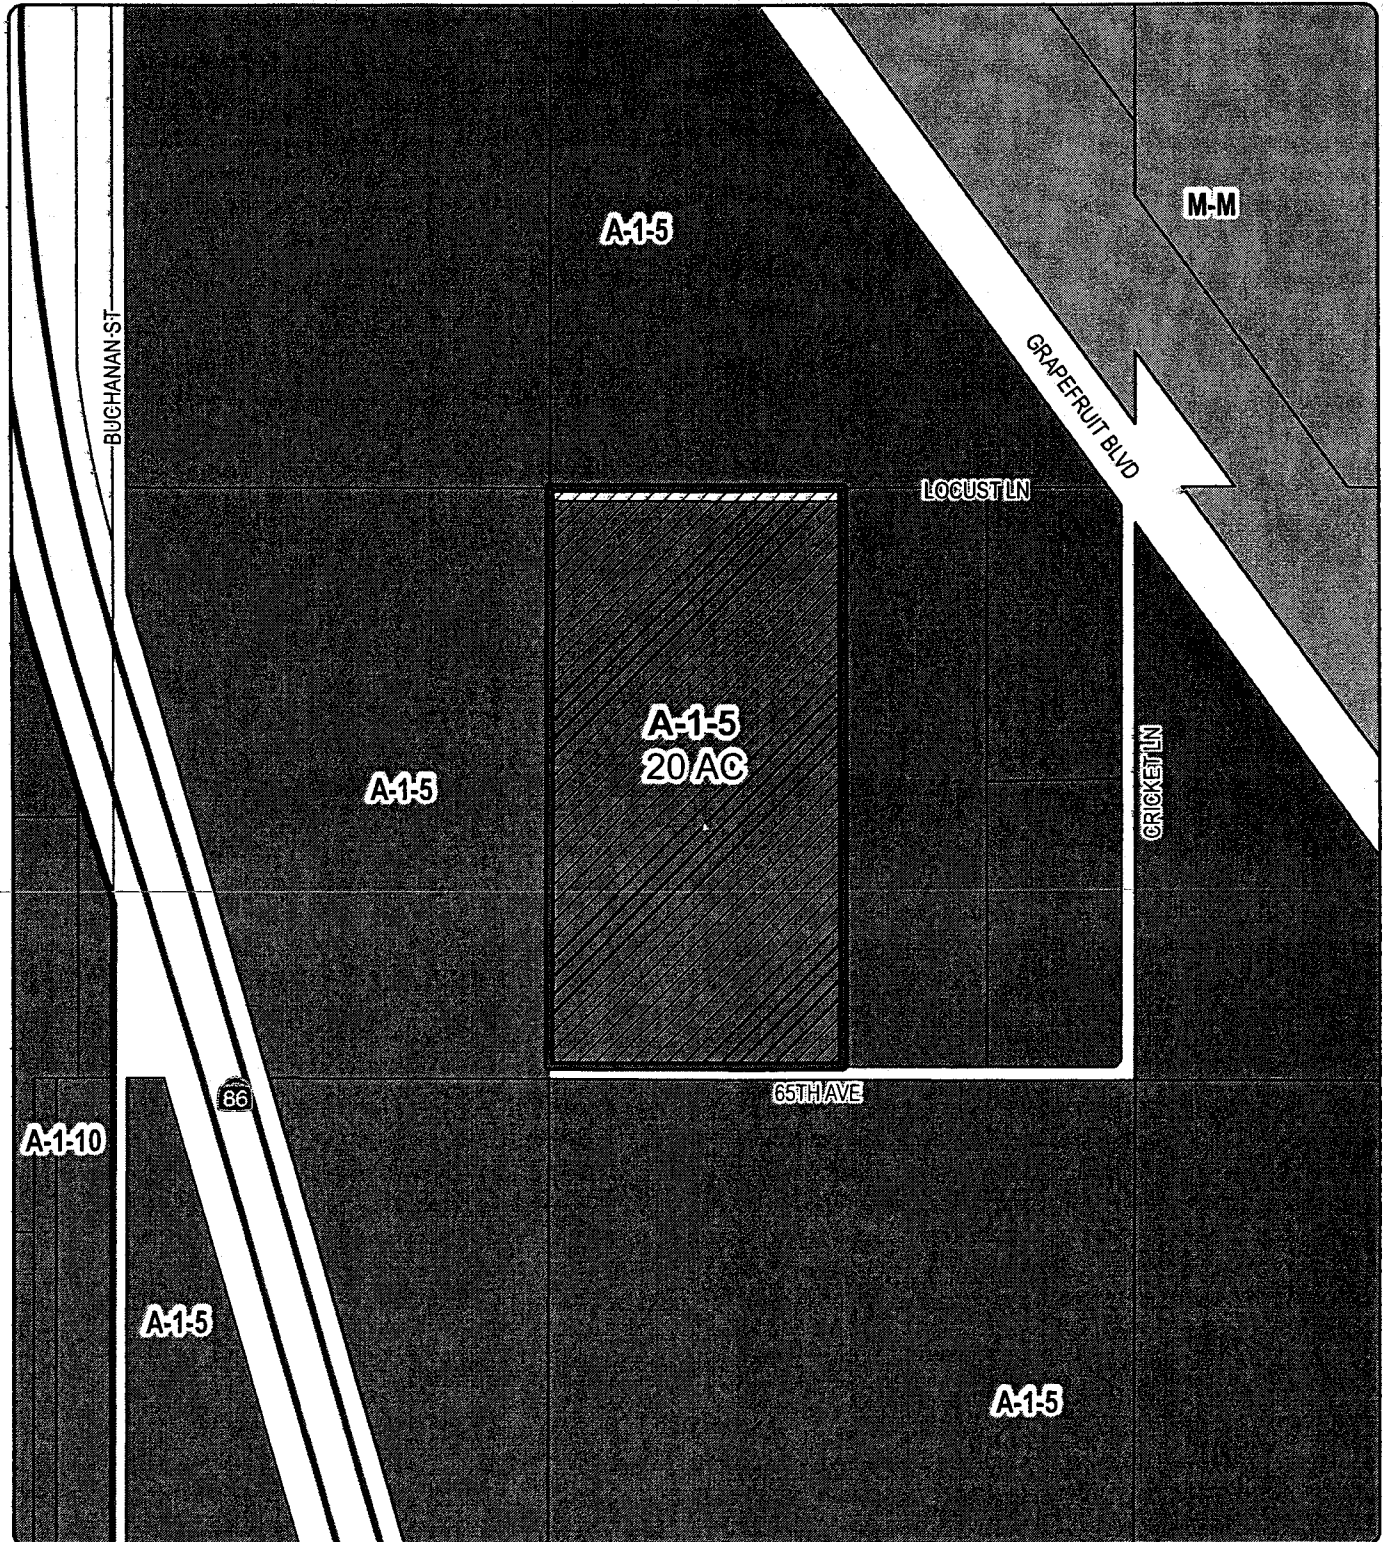 M-M
A-1-5
BUCHANAN ST
GRAPEFRUIT BLVD
LOCUST LN
A-1-5
20 AC
A-1-5
CRICKET LN
65TH AVE
86
A-1-10
A-1-5
A-1-5